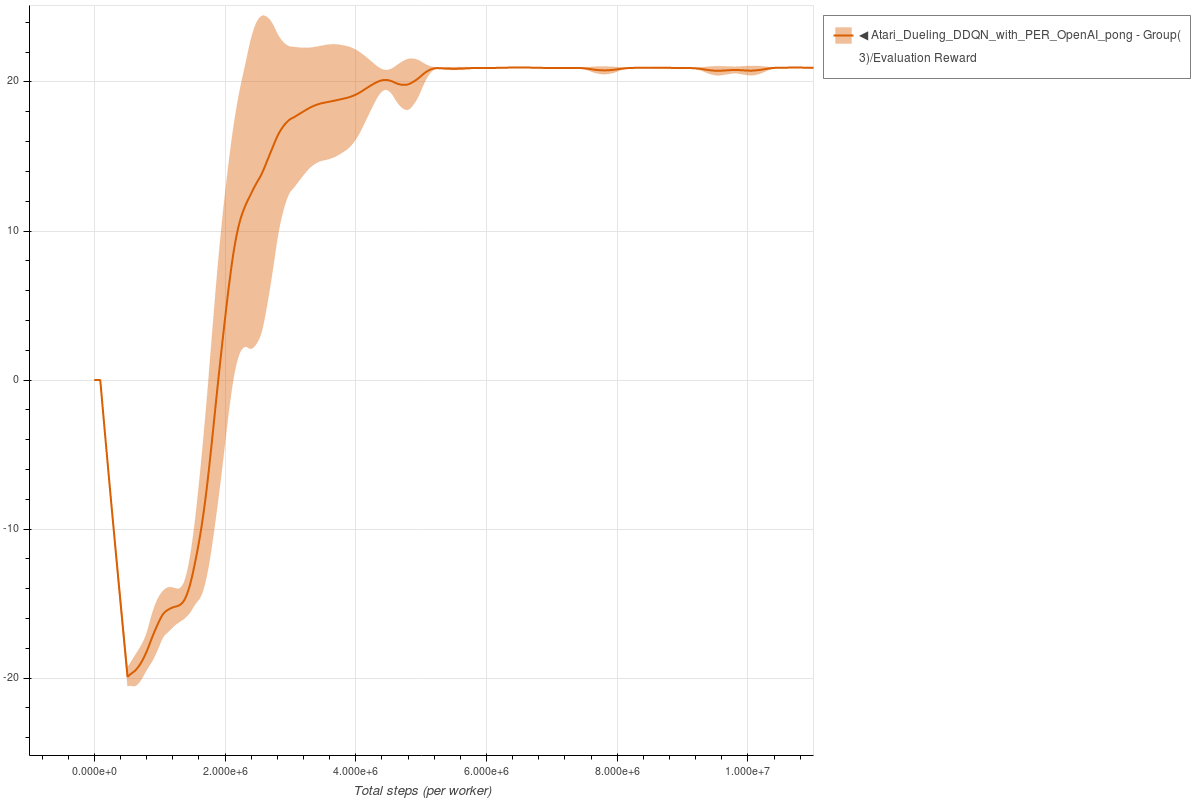 20
10
0
-10
-20
0.000e+0 2.000e+6 4.000e+6 6.000e+6 8.000e+6 1.000e+7
Total steps (per worker)
◀ Atari_Dueling_DDQN_with_PER_OpenAI_pong - Group(
3)/Evaluation Reward